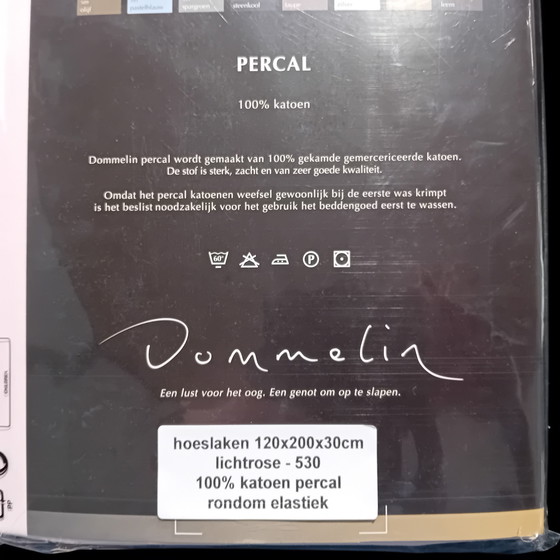 steenkool
PERCAL
100% katoen
Dommelin percal wordt gemaakt van 100% gekamde gemercericeerde katoen.
De stof is sterk, zacht en van zeer goede kwaliteit.
Omdat het percal katoenen weefsel gewoonlijk bij de eerste was krimpt
is het beslist noodzakelijk voor het gebruik het beddengoed eerst te wassen.
60°
P
Dommelin
Een lust voor het oog. Een genot om op te slapen.
hoeslaken 120x200x30cm
lichtrose - 530
100% katoen percal
rondom elastiek